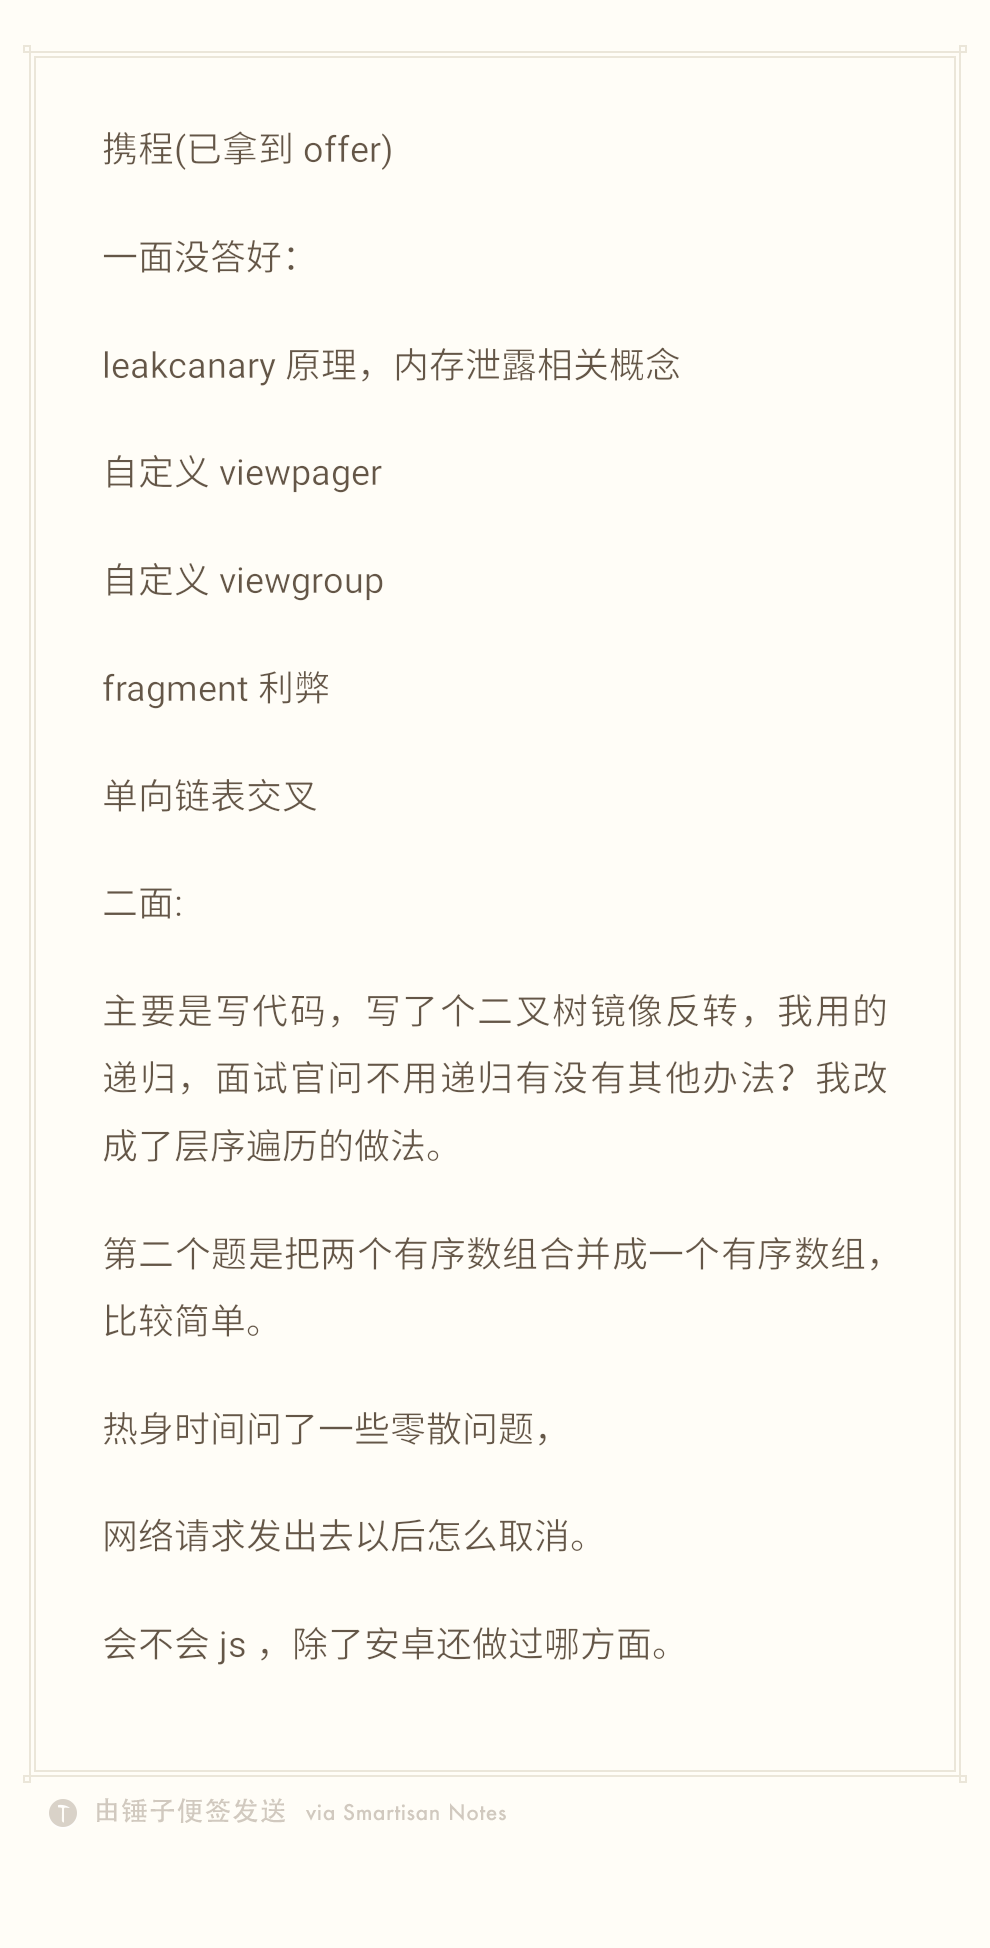 携程(已拿到 offer)
一面没答好：
leakcanary 原理，内存泄露相关概念
自定义 viewpager
自定义 viewgroup
fragment 利弊
单向链表交叉
二面:
主要是写代码，写了个二叉树镜像反转，我用的
递归，面试官问不用递归有没有其他办法？我改
成了层序遍历的做法。
第二个题是把两个有序数组合并成一个有序数组，
比较简单。
热身时间问了一些零散问题，
网络请求发出去以后怎么取消。
会不会 js ，除了安卓还做过哪方面。
由锤子便签发送 via Smartisan Notes